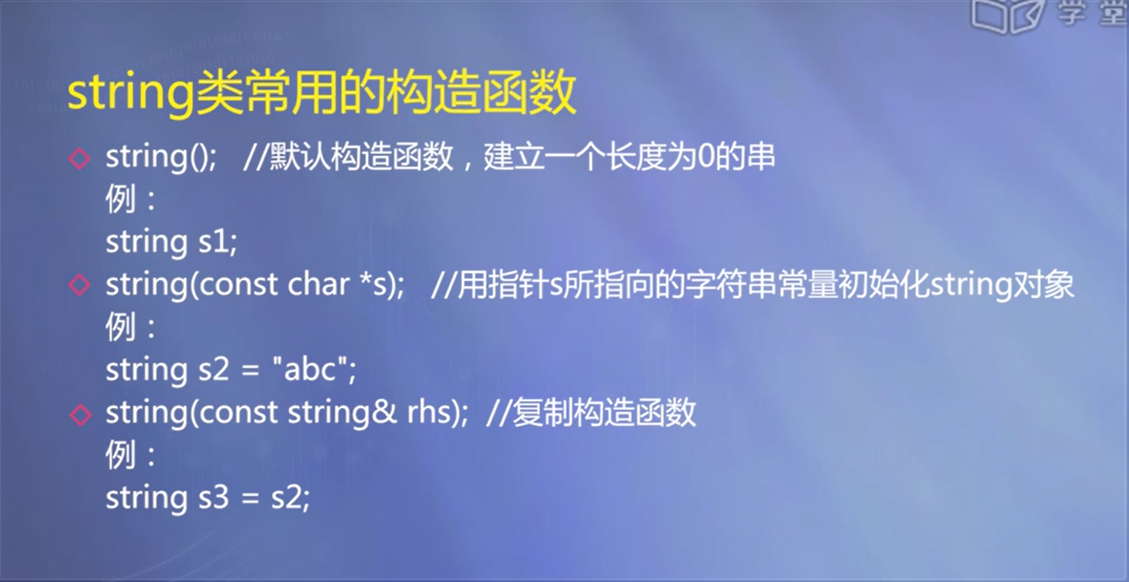 学堂
string类常用的构造函数
string(); //默认构造函数，建立一个长度为0的串
例：
string s1;
string(const char *s); //用指针s所指向的字符串常量初始化string对象
例：
string s2 = "abc";
string(const string& rhs); //复制构造函数
例：
string s3 = s2;